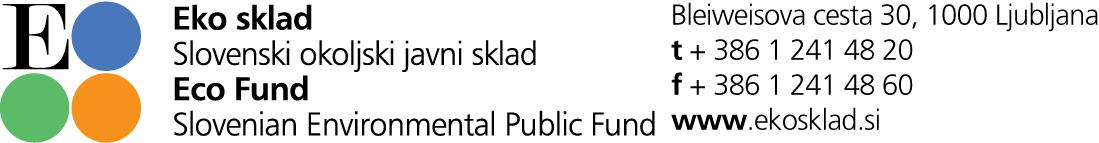 E
Eko sklad
Slovenski okoljski javni sklad
Eco Fund
Slovenian Environmental Public Fund
Bleiweisova cesta 30, 1000 Ljubljana
t + 386 1 241 48 20
f + 386 1 241 48 60
www.ekosklad.si